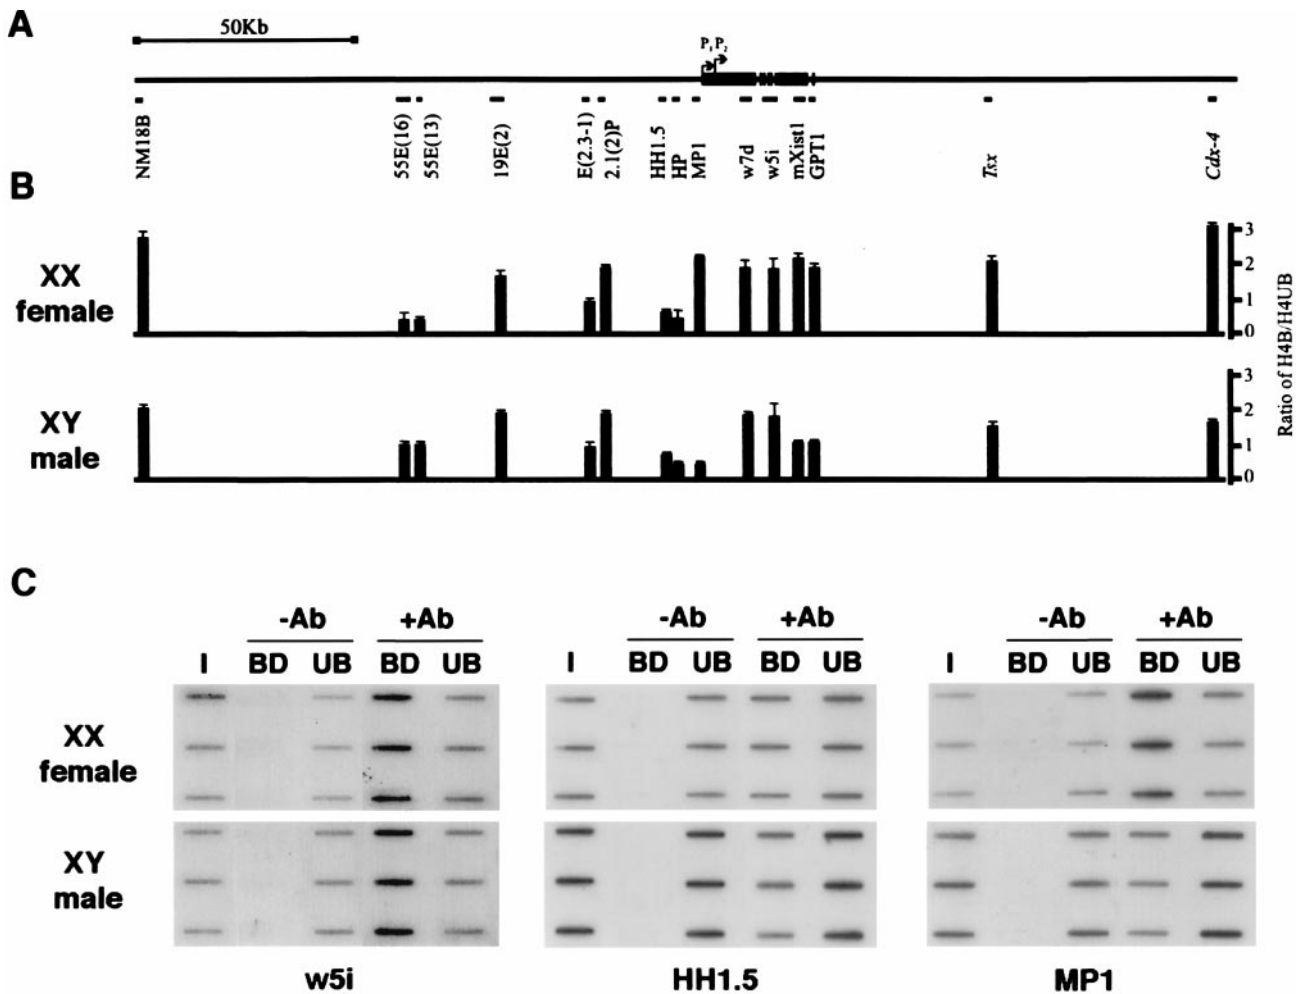 A
50Kb
P1 P2
NM18B
55E(16)
55E(13)
19E(2)
E(2.3-1)
2.1(2)P
HH1.5
HP
MP1
w7d
w5i
mXist1
GPT1
Tsx
Cdx-4
B
XX
female
3
2
1
0
XY
male
3
2
1
0
Ratio of H4B/H4UB
C
-Ab +Ab
I BD UB BD UB
-Ab +Ab
I BD UB BD UB
-Ab +Ab
I BD UB BD UB
XX
female
XY
male
w5i
HH1.5
MP1